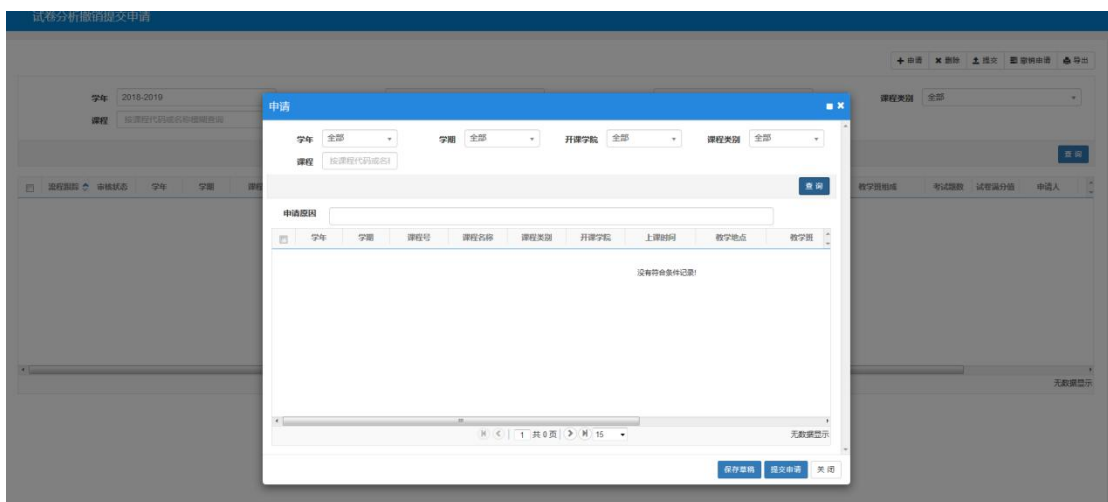 试卷分析撤销提交申请
申请 删除 提交 撤销申请 导出
学年 2018-2019 课程类别 全部
课程 按课程代码或名称模糊查询
查询
流程跟踪 审核状态 学年 学期 课程 教学班组成 考试题数 试卷满分值 申请人
无数据显示
申请
学年 全部 学期 全部 开课学院 全部 课程类别 全部
课程 按课程代码或名称
查询
申请原因
学年 学期 课程号 课程名称 课程类别 开课学院 上课时间 教学地点 教学班
没有符合条件记录!
1 共 0 页 15 无数据显示
保存草稿 提交申请 关闭